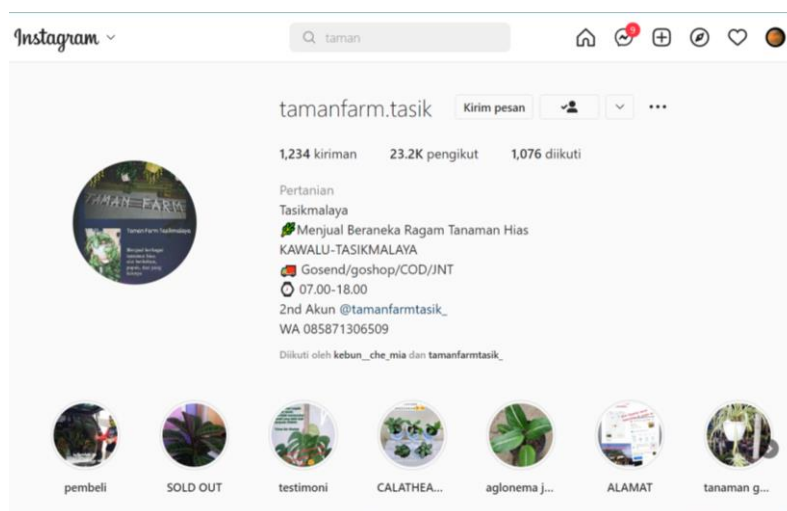 Instagram
taman
9
tamanfarm.tasik
Kirim pesan
1,234 kiriman
23.2K pengikut
1,076 diikuti
TAMAN FARM
Taman Farm Tasikmalaya
Pertanian
Tasikmalaya
🌿Menjual Beraneka Ragam Tanaman Hias
KAWALU-TASIKMALAYA
🚚 Gosend/goshop/COD/JNT
⌚ 07.00-18.00
2nd Akun @tamanfarmtasik_
WA 085871306509
Diikuti oleh kebun__che_mia dan tamanfarmtasik_
pembeli
SOLD OUT
testimoni
CALATHEA...
aglonema j...
ALAMAT
tanaman g...